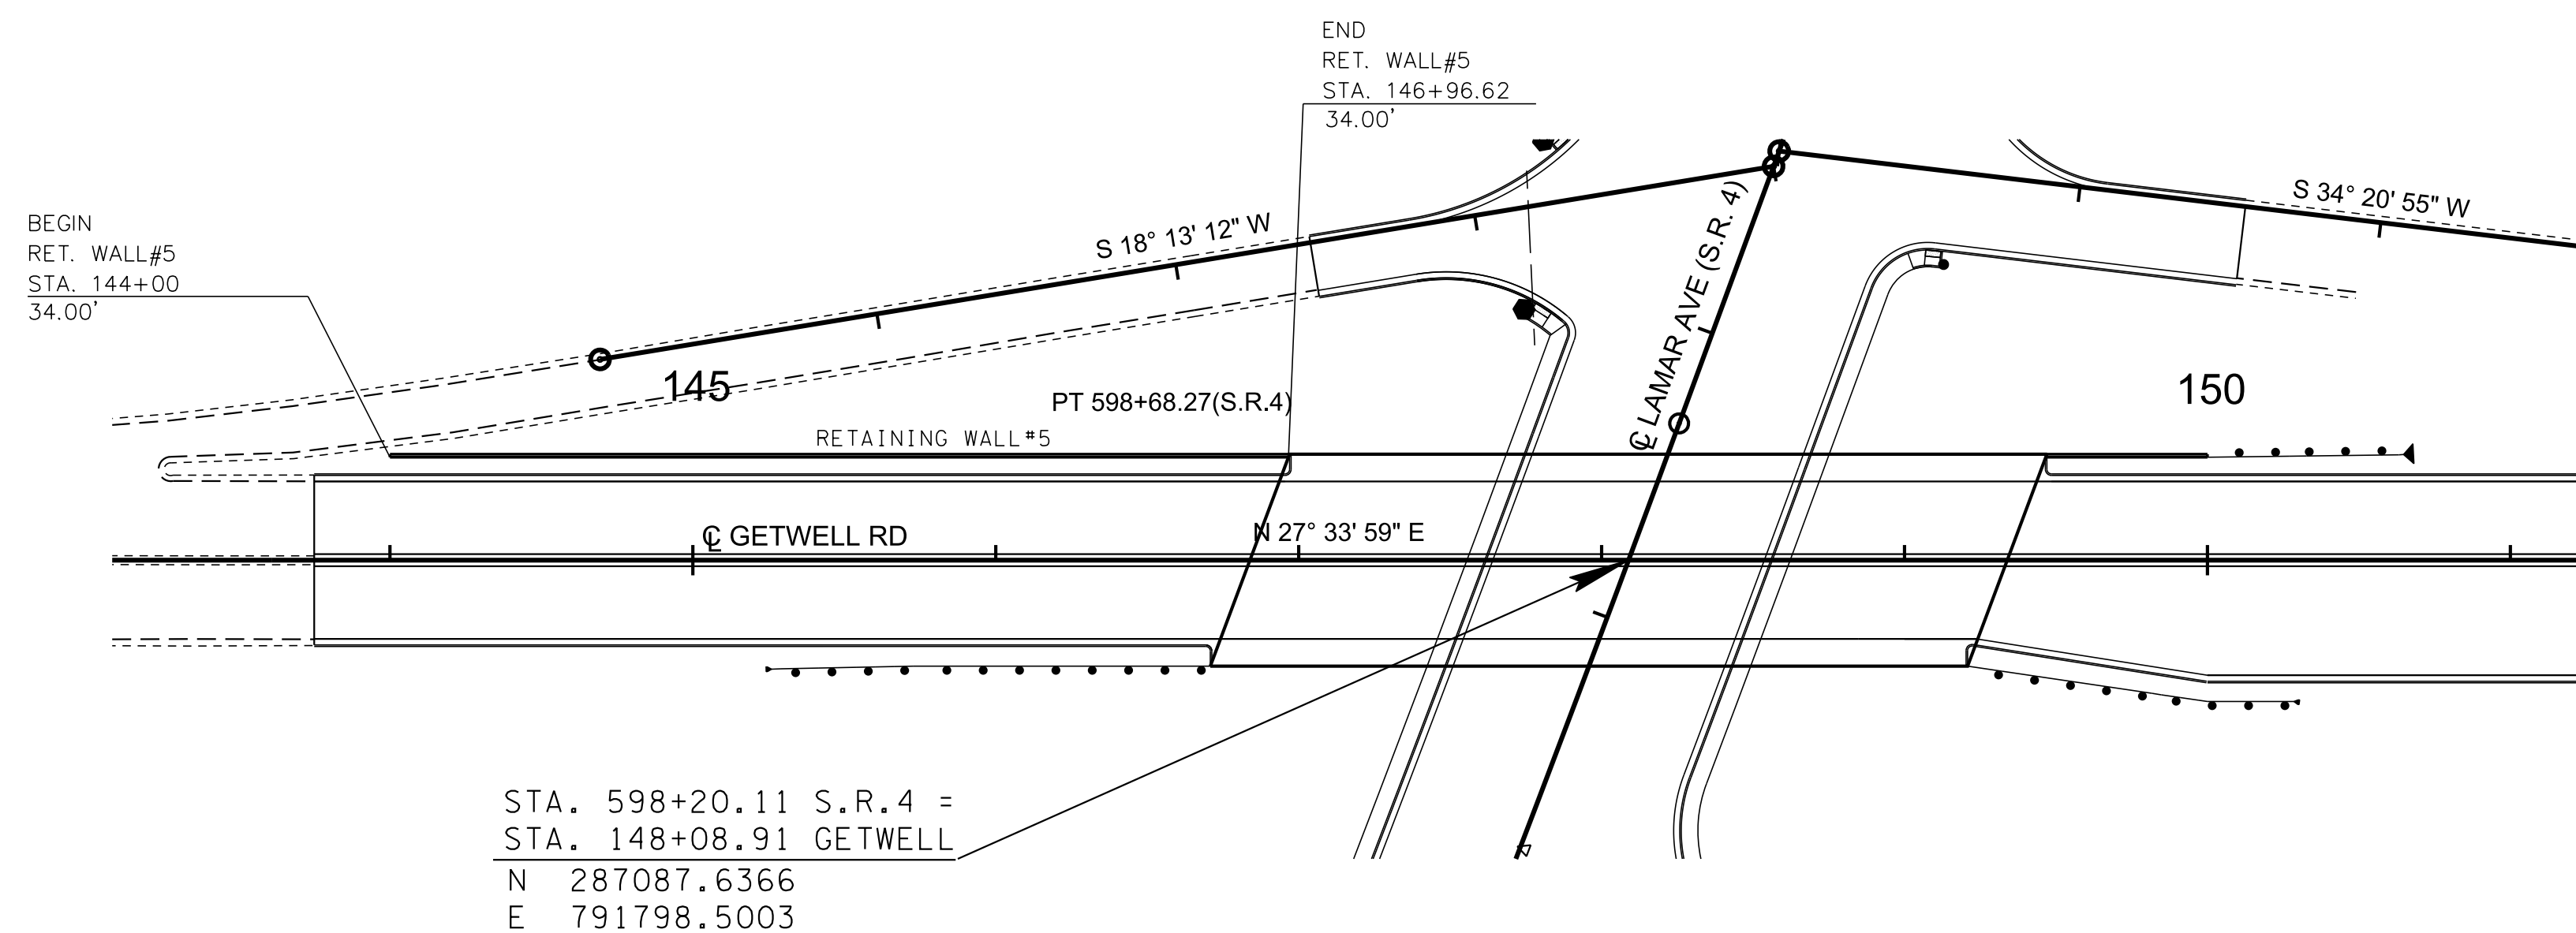 END
RET. WALL#5
STA. 146+96.62
34.00'
BEGIN
RET. WALL#5
STA. 144+00
34.00'
S 18° 13' 12" W
S 34° 20' 55" W
℄ LAMAR AVE (S.R. 4)
145
150
PT 598+68.27(S.R.4)
RETAINING WALL#5
℄ GETWELL RD
N 27° 33' 59" E
STA. 598+20.11 S.R.4 =
STA. 148+08.91 GETWELL
N 287087.6366
E 791798.5003